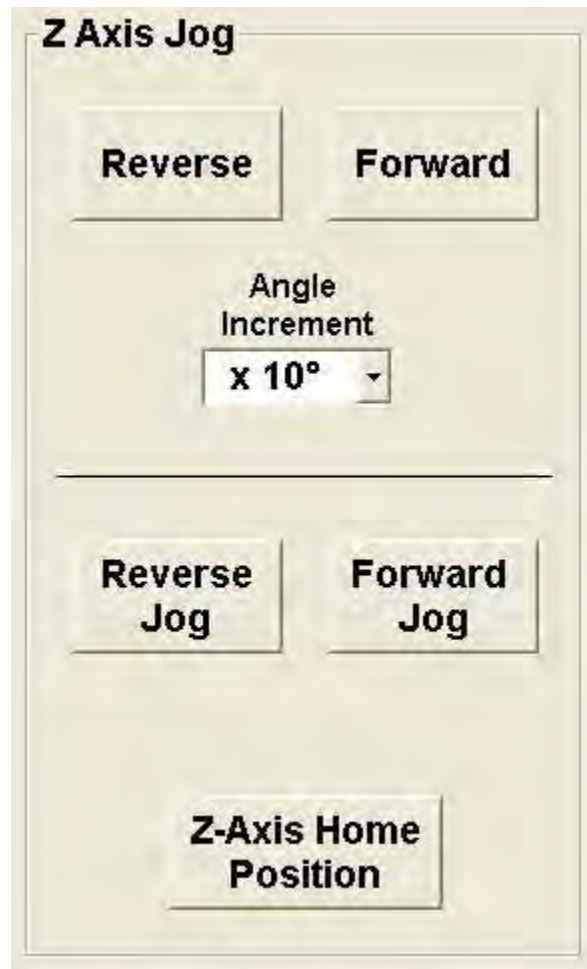 Z Axis Jog
Reverse
Forward
Angle
Increment
x 10°
Reverse
Jog
Forward
Jog
Z-Axis Home
Position